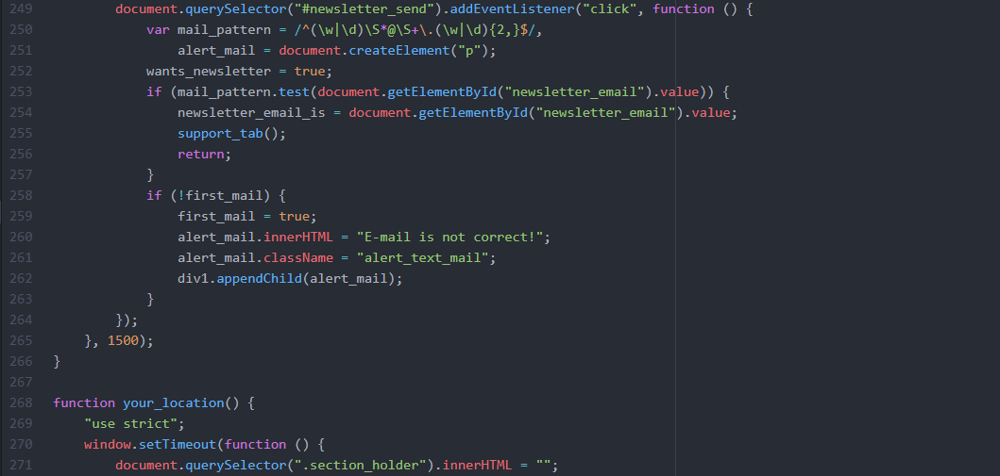 249 document.querySelector("#newsletter_send").addEventListener("click", function () {
250 var mail_pattern = /^(\w|\d)\S*@\S+\.(\w|\d){2,}$/,
251 alert_mail = document.createElement("p");
252 wants_newsletter = true;
253 if (mail_pattern.test(document.getElementById("newsletter_email").value)) {
254 newsletter_email_is = document.getElementById("newsletter_email").value;
255 support_tab();
256 return;
257 }
258 if (!first_mail) {
259 first_mail = true;
260 alert_mail.innerHTML = "E-mail is not correct!";
261 alert_mail.className = "alert_text_mail";
262 div1.appendChild(alert_mail);
263 }
264 });
265 }, 1500);
266 }
267
268 function your_location() {
269 "use strict";
270 window.setTimeout(function () {
271 document.querySelector(".section_holder").innerHTML = "";